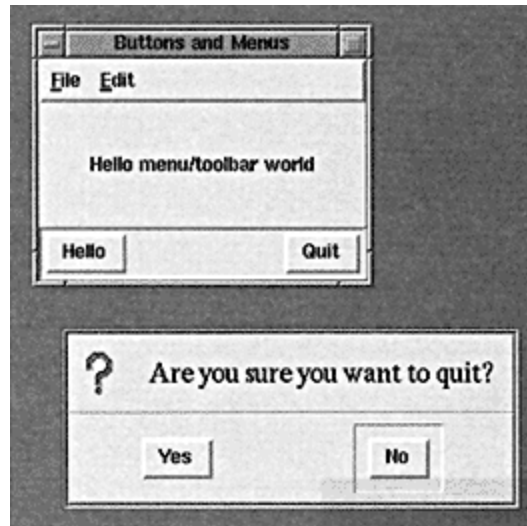 Buttons and Menus
File Edit
Hello menu/toolbar world
Hello Quit
? Are you sure you want to quit?
Yes No